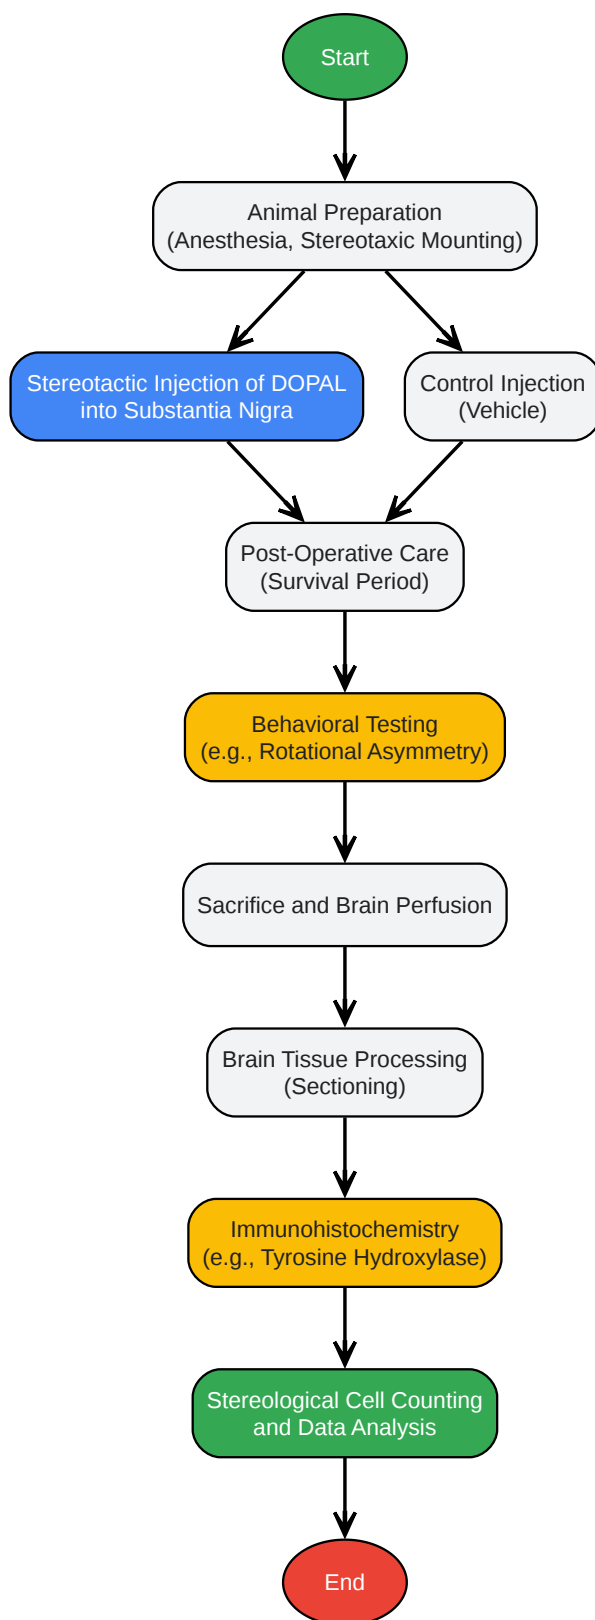 Start
Animal Preparation
(Anesthesia, Stereotaxic Mounting)
Stereotactic Injection of DOPAL
into Substantia Nigra
Control Injection
(Vehicle)
Post-Operative Care
(Survival Period)
Behavioral Testing
(e.g., Rotational Asymmetry)
Sacrifice and Brain Perfusion
Brain Tissue Processing
(Sectioning)
Immunohistochemistry
(e.g., Tyrosine Hydroxylase)
Stereological Cell Counting
and Data Analysis
End